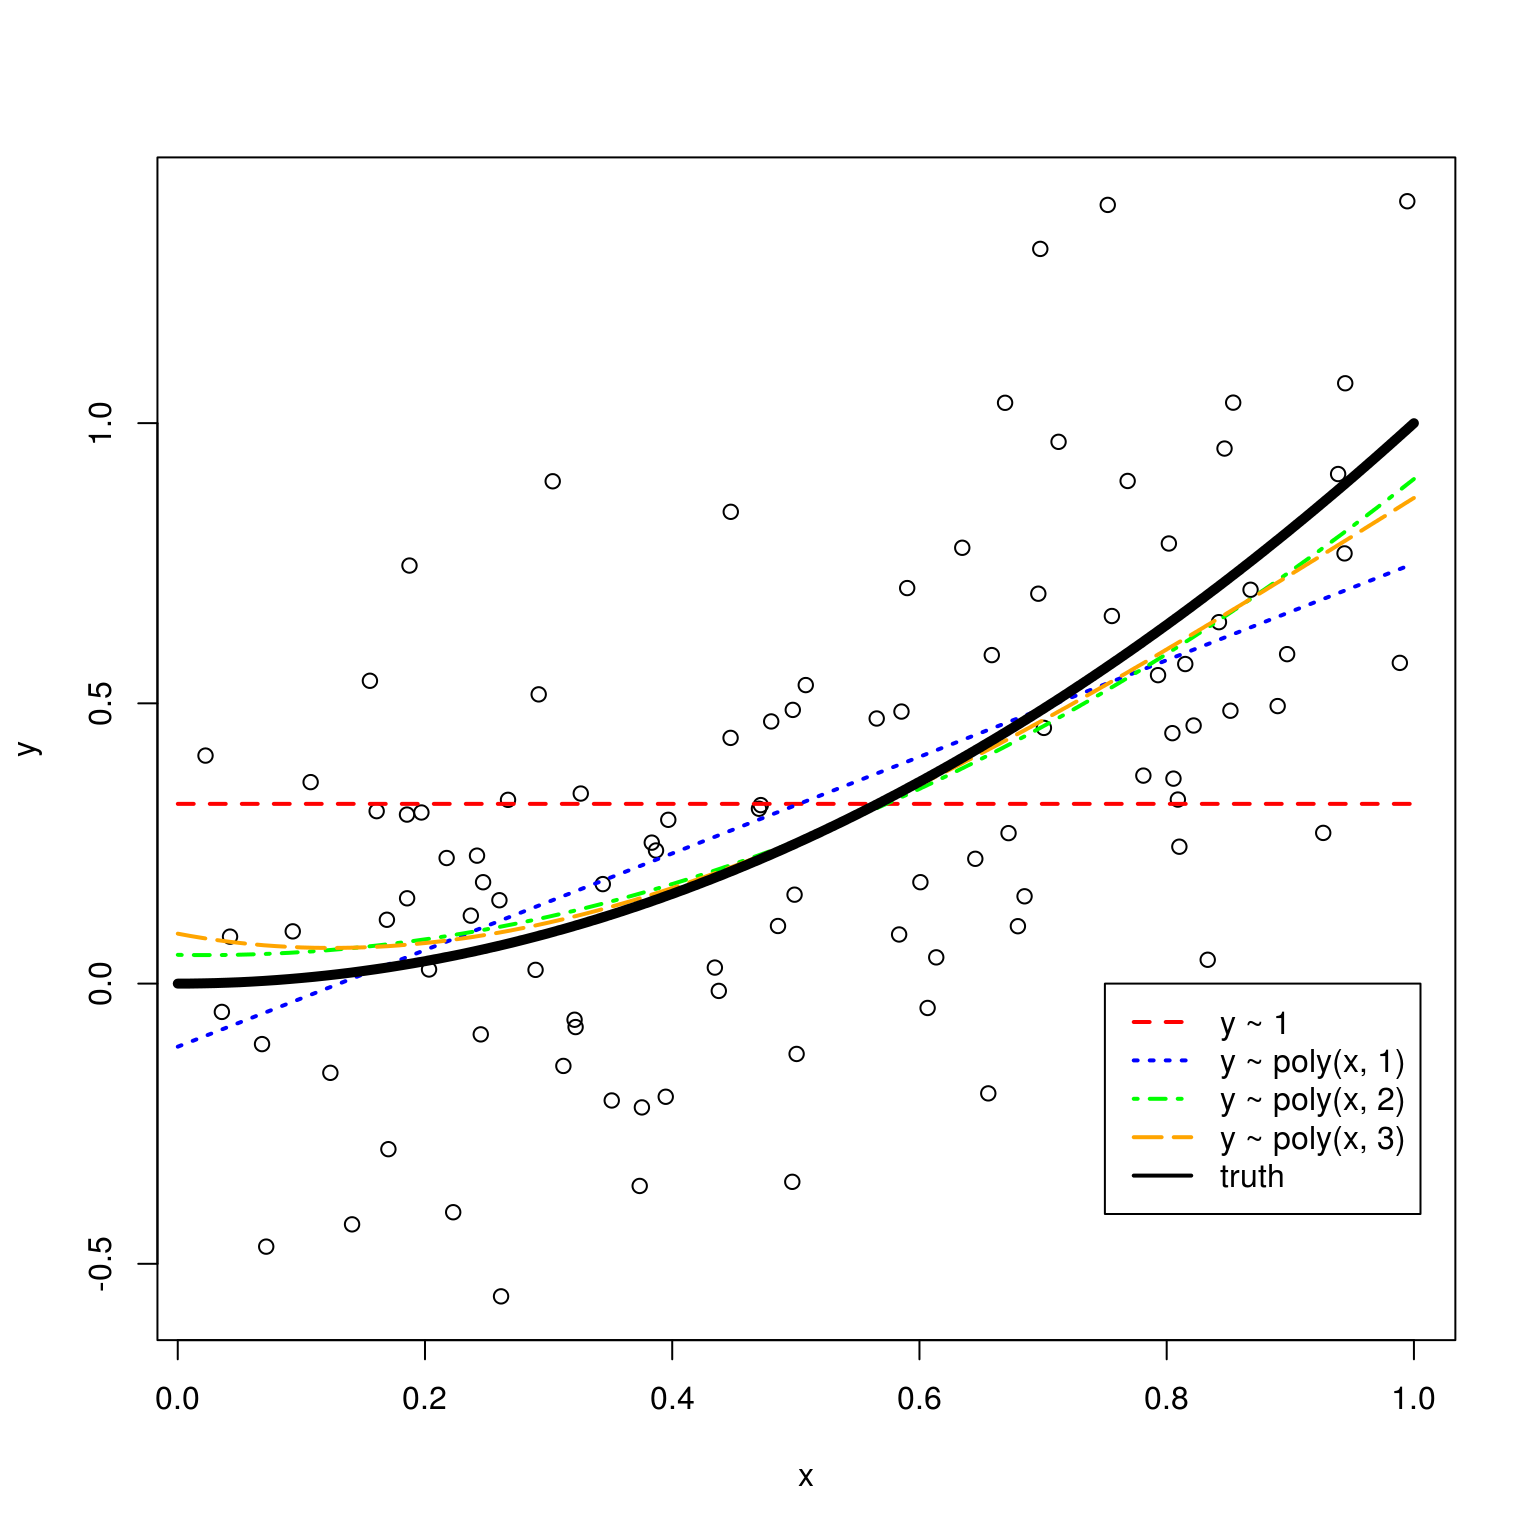 y
1.0
0.5
0.0
-0.5
y ~ 1
y ~ poly(x, 1)
y ~ poly(x, 2)
y ~ poly(x, 3)
truth
0.0 0.2 0.4 0.6 0.8 1.0
x